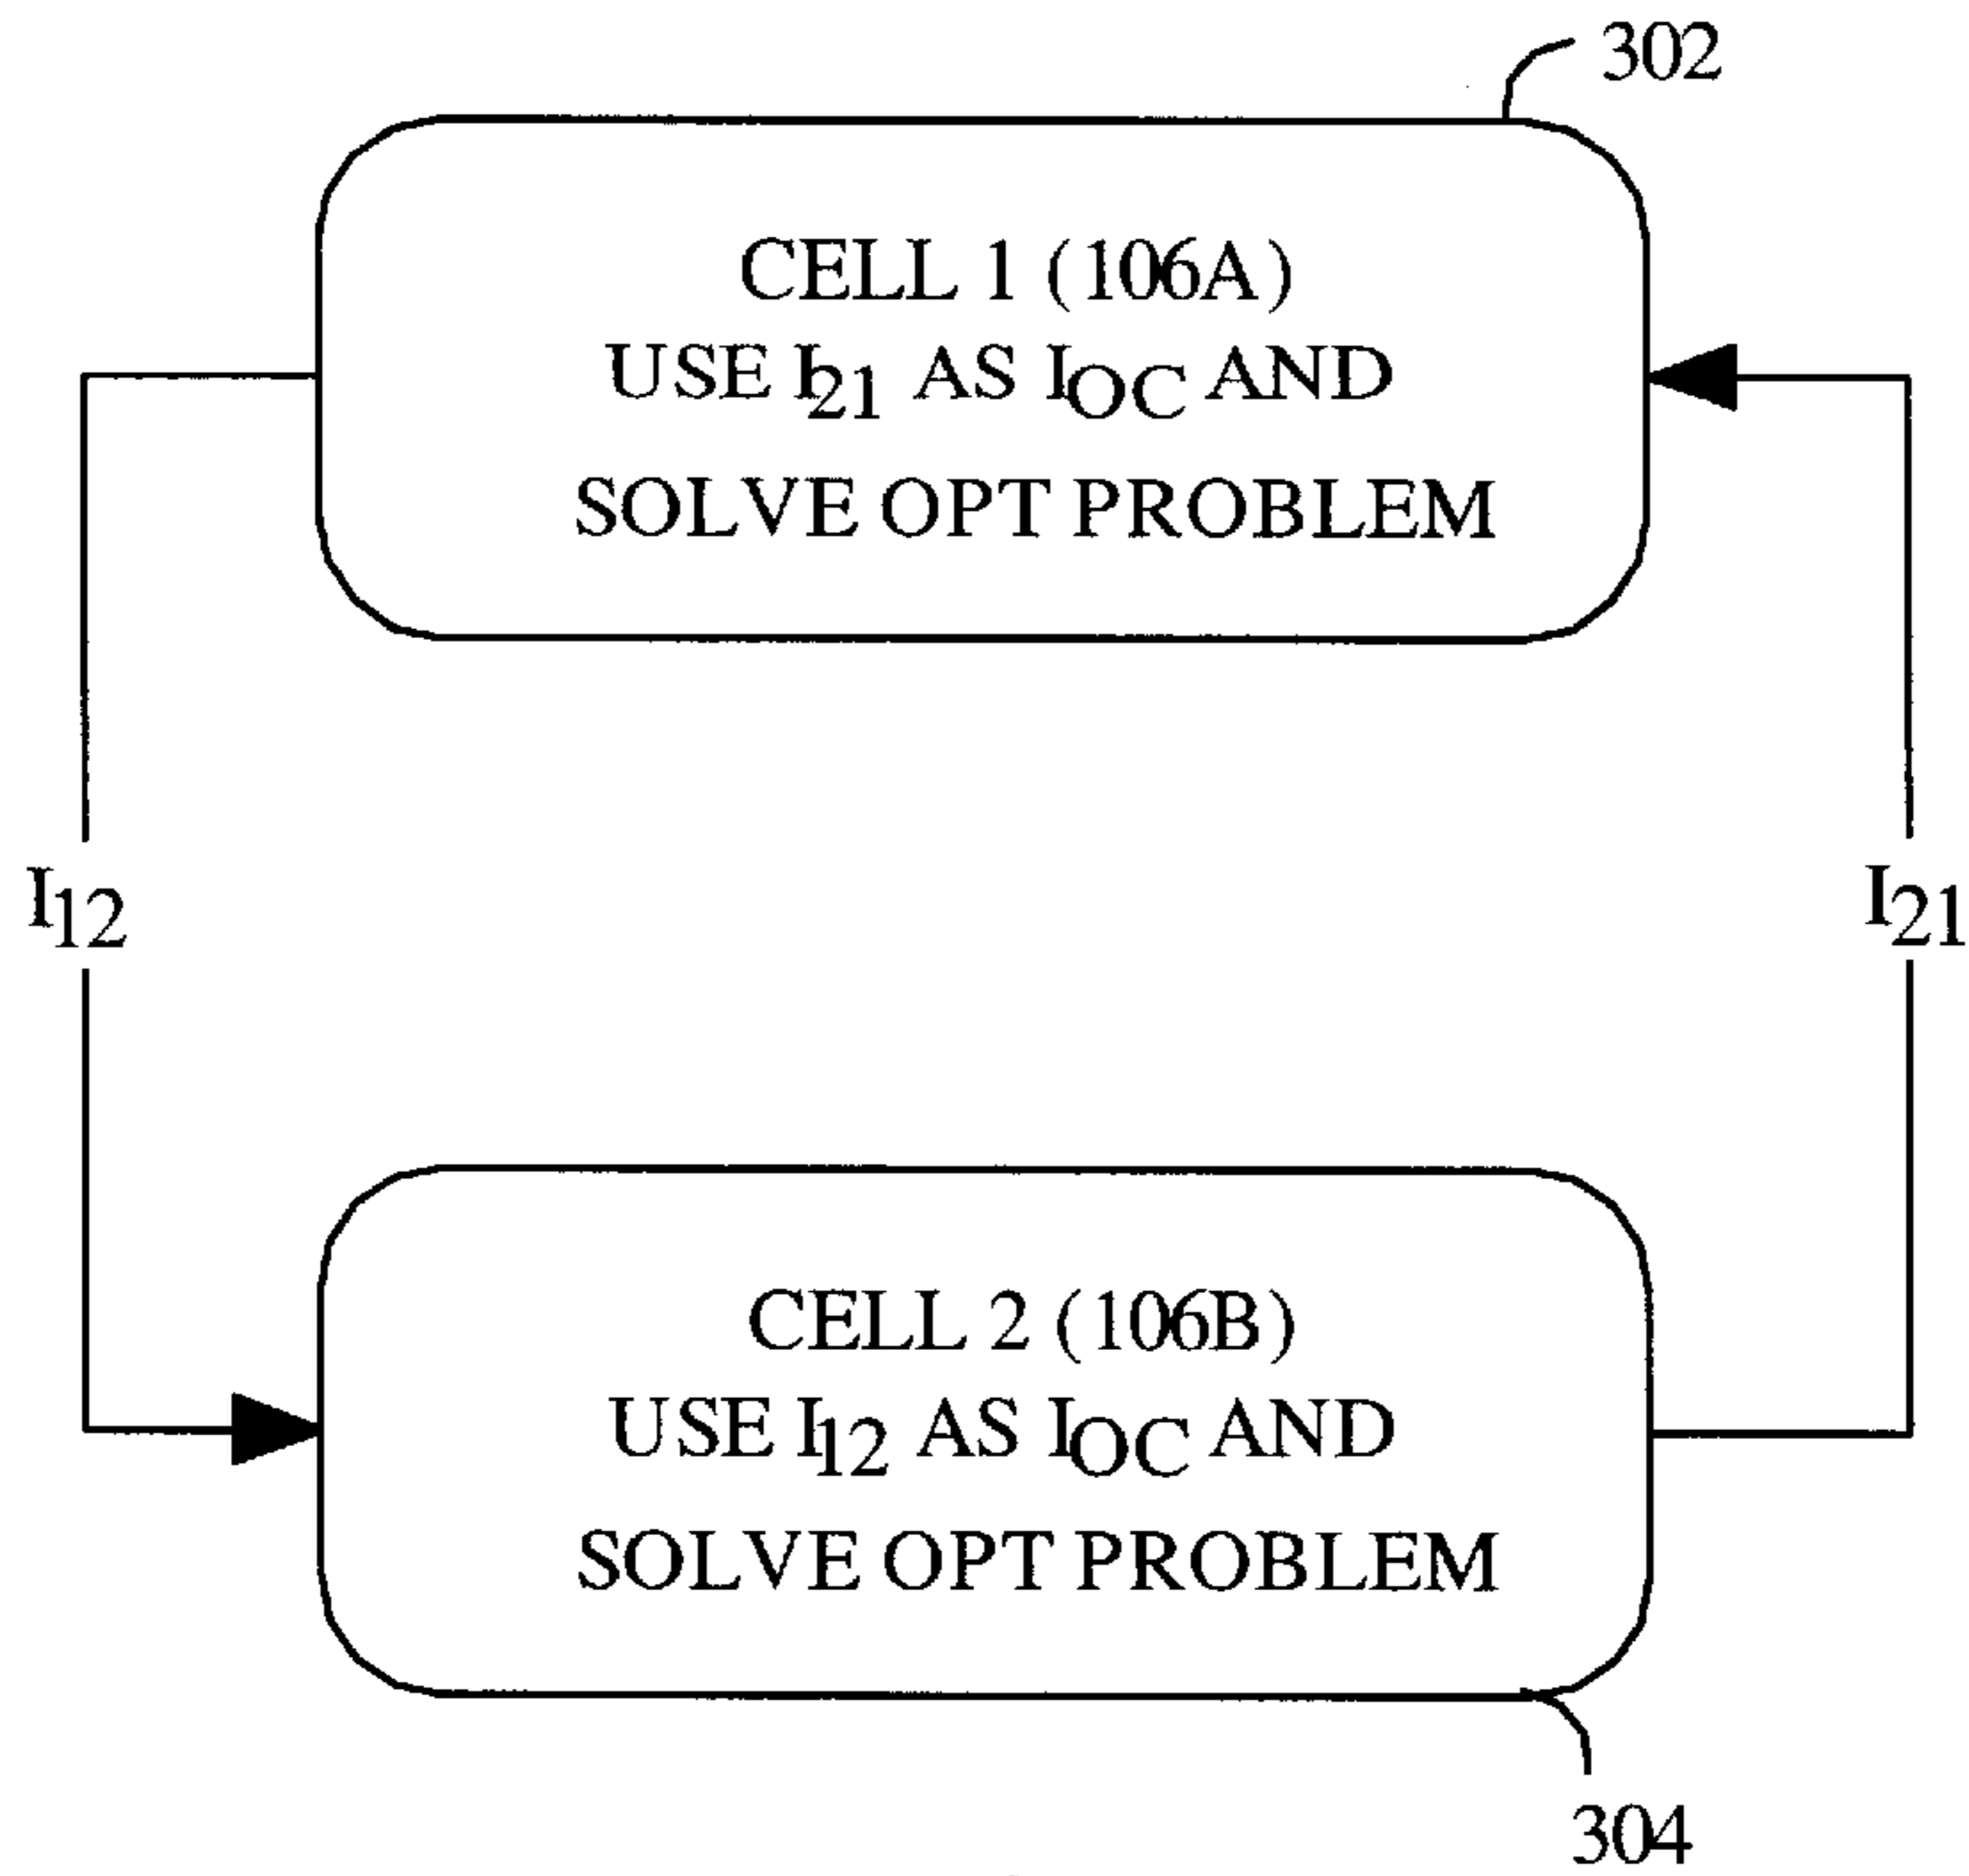 302
CELL 1 (106A)
USE I21 AS IOC AND
SOLVE OPT PROBLEM
I12
I21
CELL 2 (106B)
USE I12 AS IOC AND
SOLVE OPT PROBLEM
304